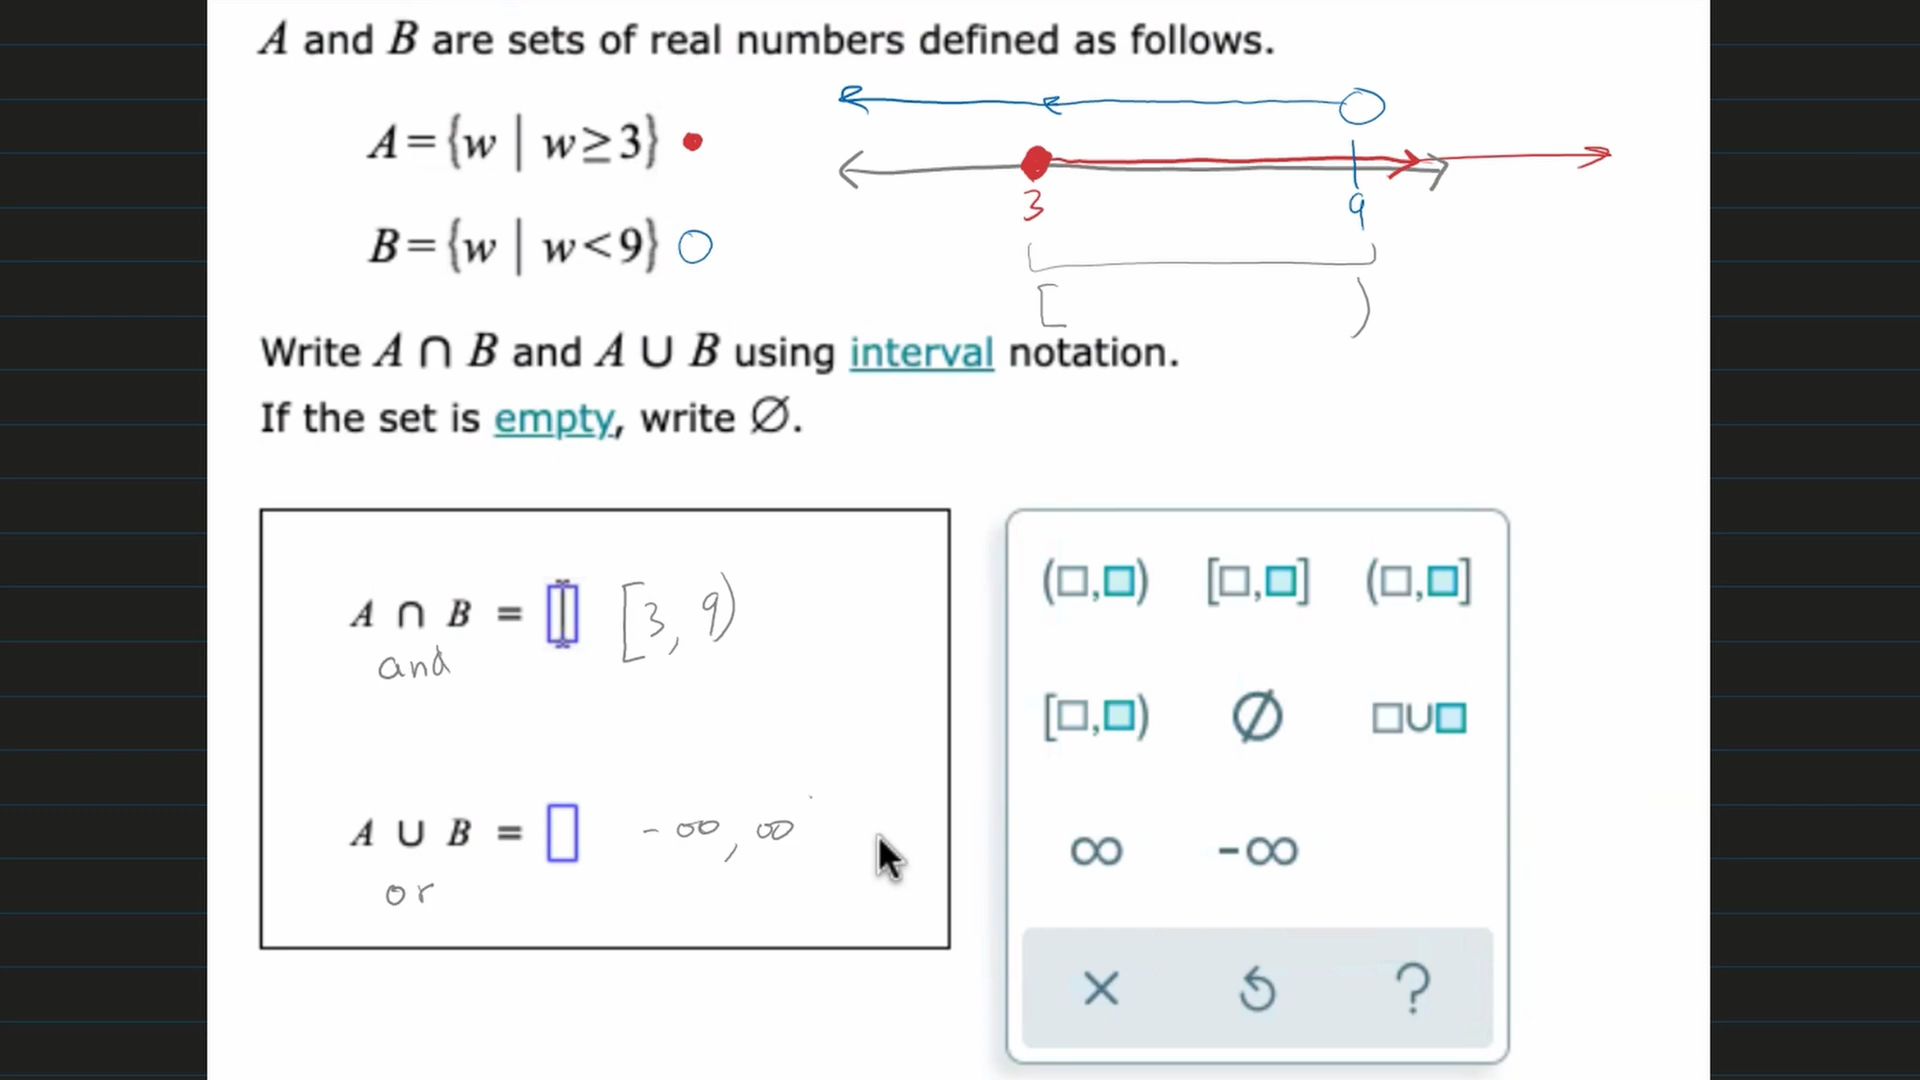 A and B are sets of real numbers defined as follows.
A={w | w≥3}
B={w | w<9}
3
9
[ )
Write A ∩ B and A ∪ B using interval notation.
If the set is empty, write Ø.
A ∩ B = [3, 9)
and
A ∪ B = -∞, ∞
or
(□,□) [□,□] (□,□]
[□,□) Ø □∪□
∞ -∞
× ↺ ?